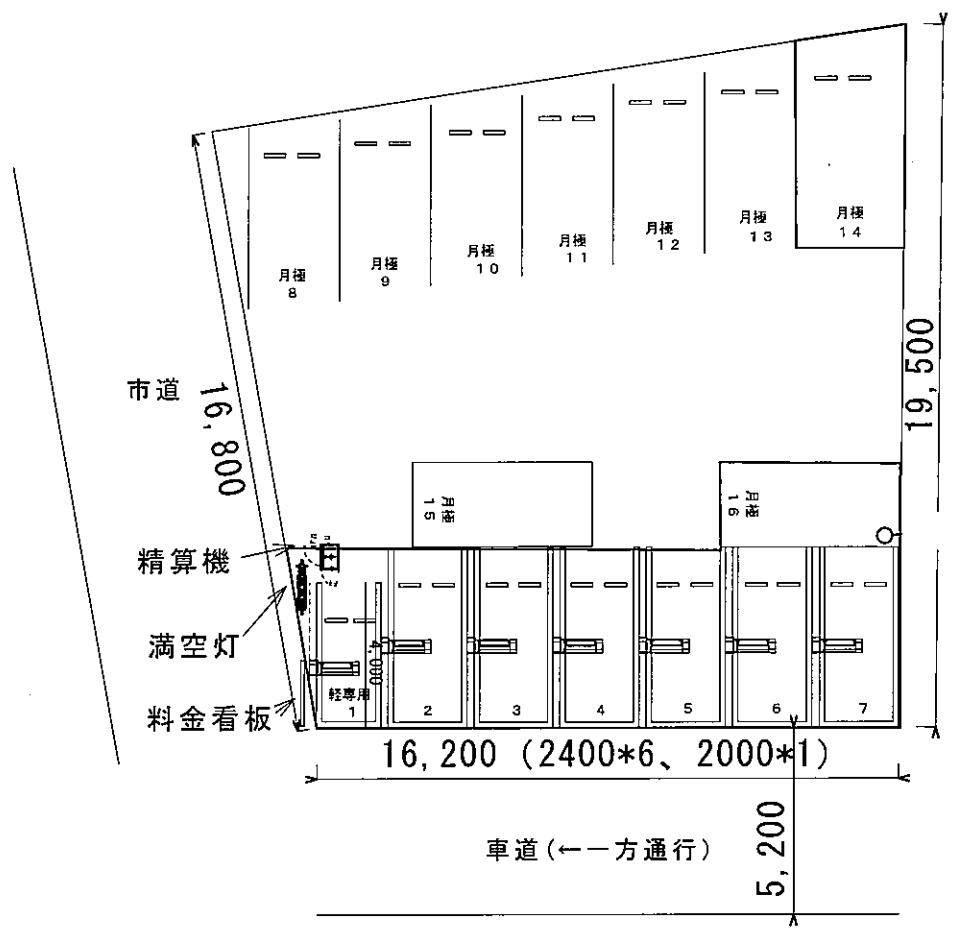 月極
8
月極
9
月極
10
月極
11
月極
12
月極
13
月極
14
市道
16,800
19,500
月極
15
月極
16
精算機
満空灯
料金看板
4,000
軽専用
1
2
3
4
5
6
7
16,200 (2400*6、2000*1)
5,200
車道(←一方通行)